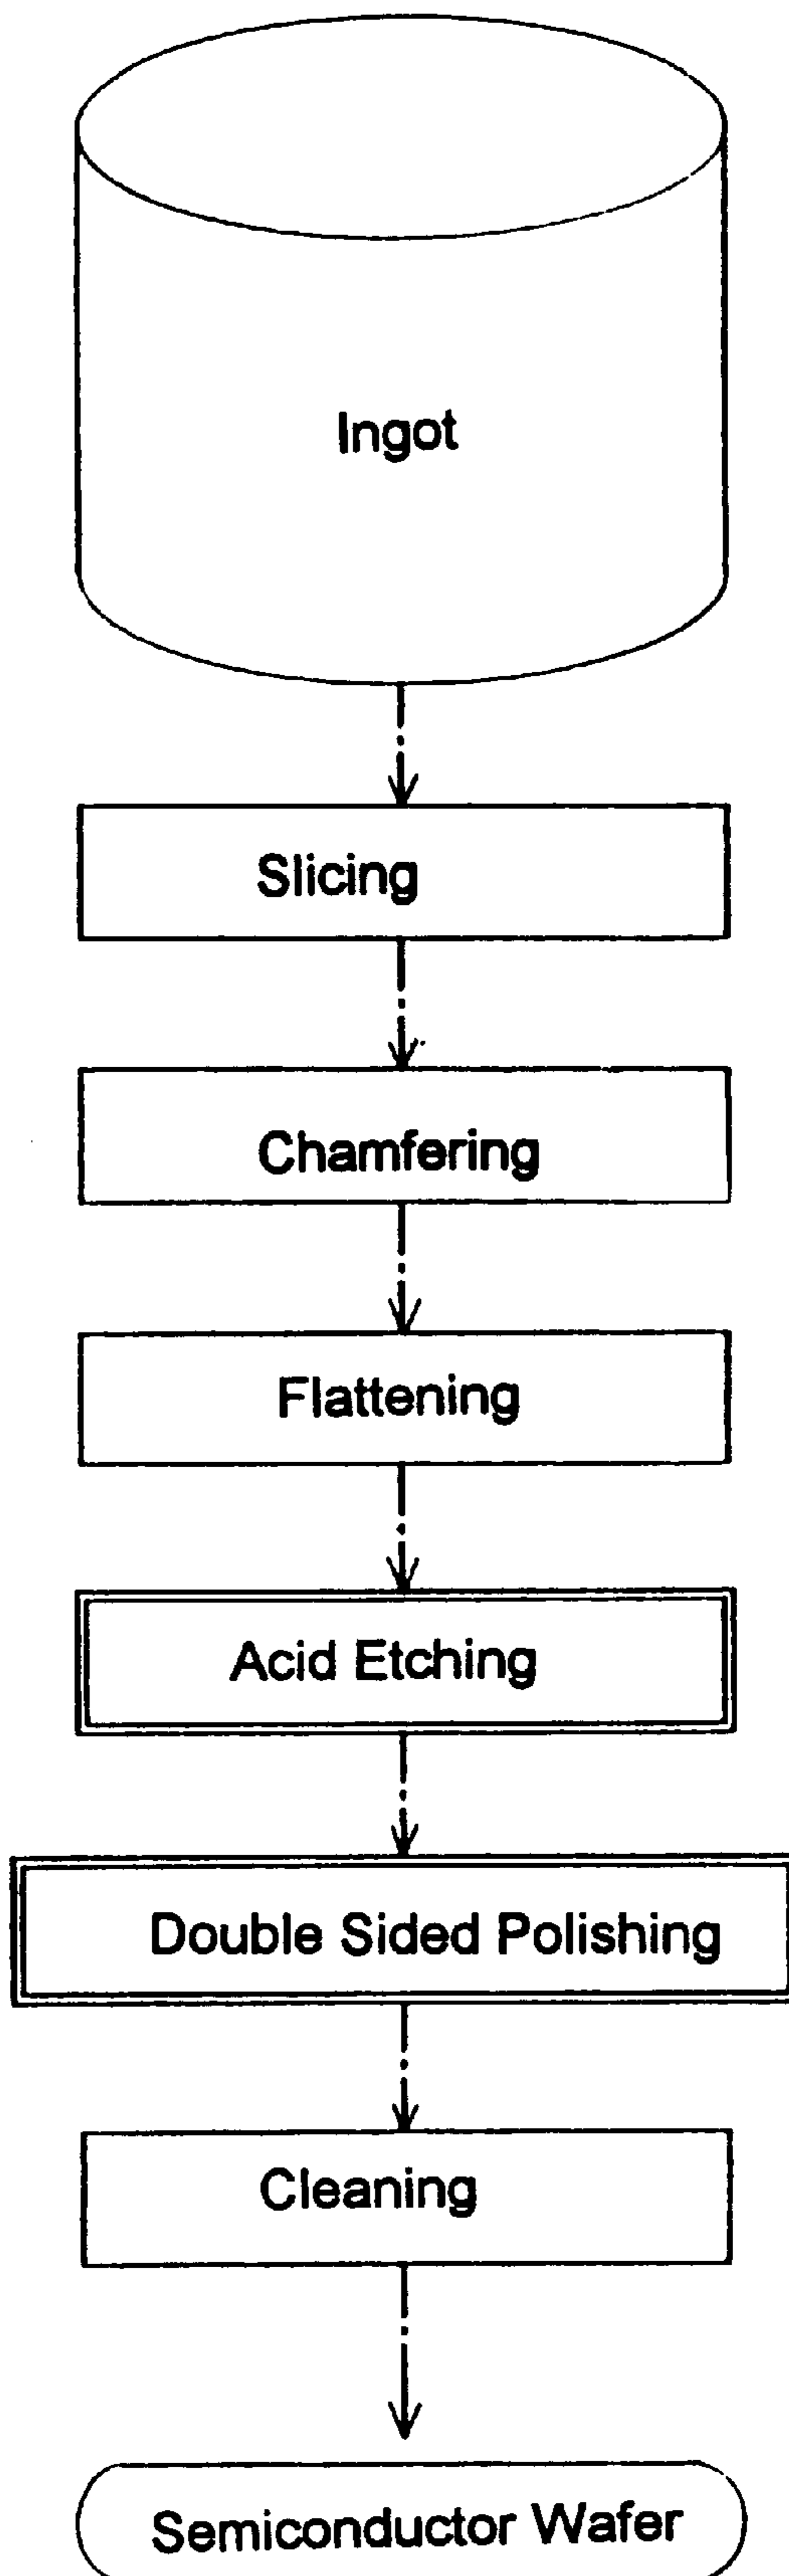 Ingot
Slicing
Chamfering
Flattening
Acid Etching
Double Sided Polishing
Cleaning
Semiconductor Wafer